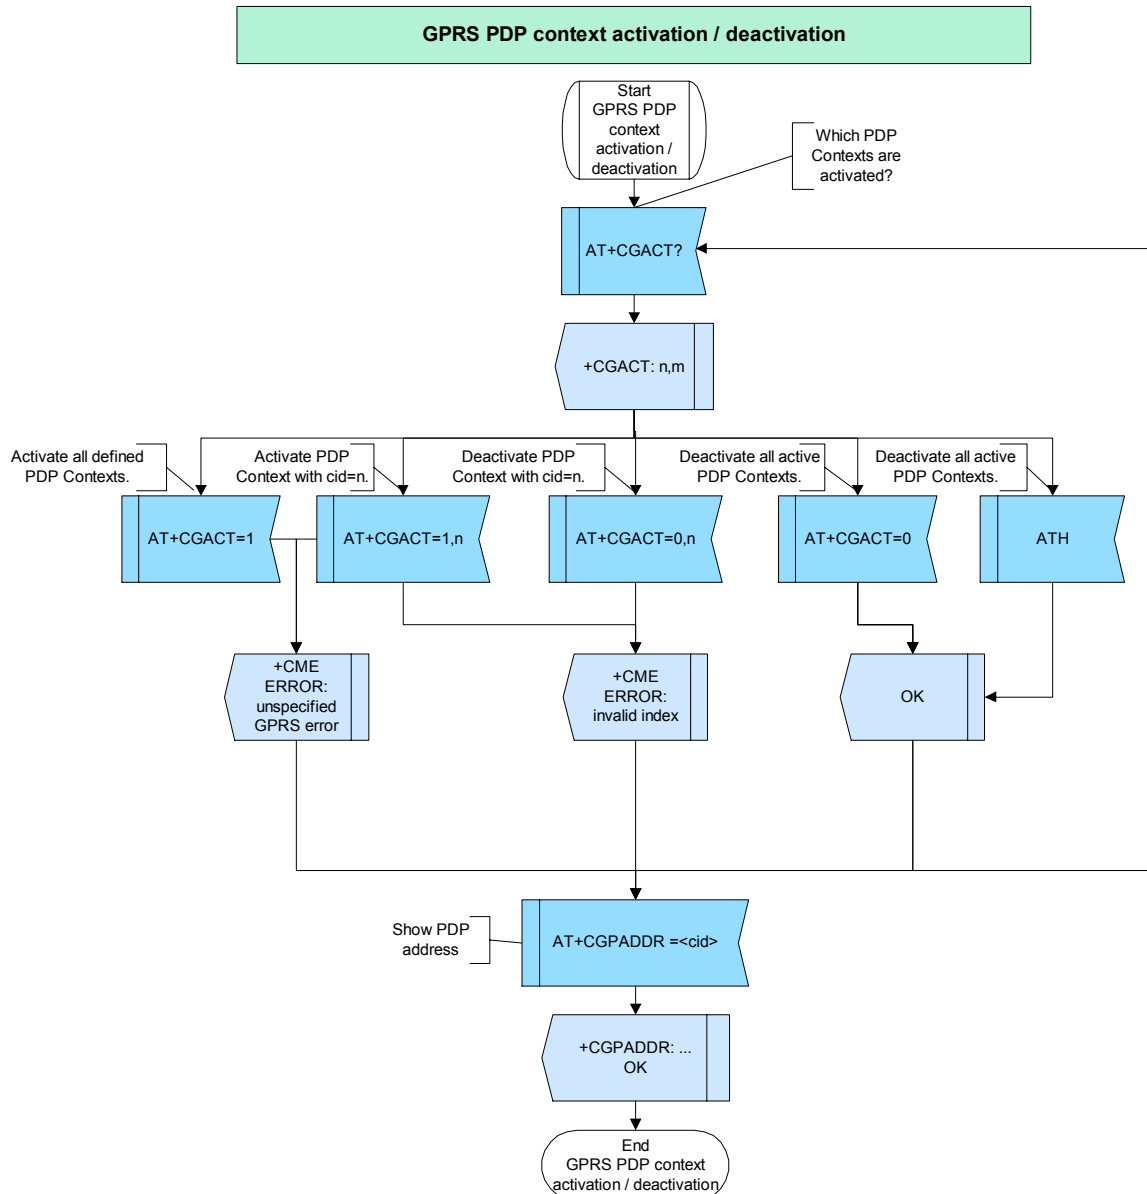 GPRS PDP context activation / deactivation
Start
GPRS PDP
context
activation /
deactivation
Which PDP
Contexts are
activated?
AT+CGACT?
+CGACT: n,m
Activate all defined
PDP Contexts.
Activate PDP
Context with cid=n.
Deactivate PDP
Context with cid=n.
Deactivate all active
PDP Contexts.
Deactivate all active
PDP Contexts.
AT+CGACT=1
AT+CGACT=1,n
AT+CGACT=0,n
AT+CGACT=0
ATH
+CME
ERROR:
unspecified
GPRS error
+CME
ERROR:
invalid index
OK
Show PDP
address
AT+CGPADDR =<cid>
+CGPADDR: ...
OK
End
GPRS PDP context
activation / deactivation